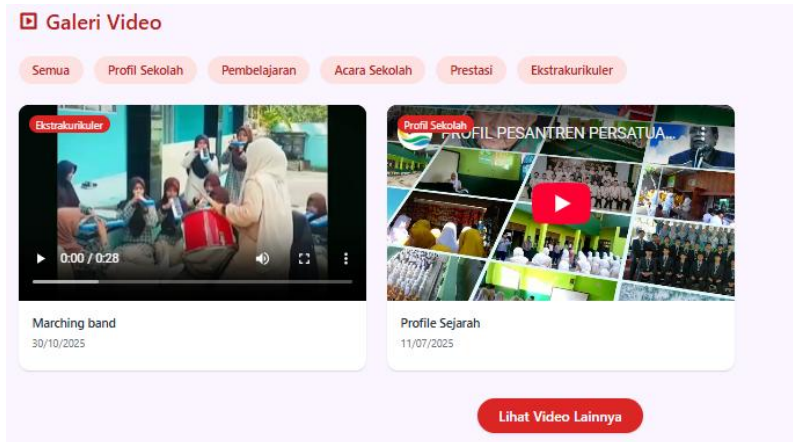 Galeri Video
Semua Profil Sekolah Pembelajaran Acara Sekolah Prestasi Ekstrakurikuler
Ekstrakurikuler
0:00 / 0:28
Marching band
30/10/2025
Profil Sekolah
PROFIL PESANTREN PERSATUA...
Profile Sejarah
11/07/2025
Lihat Video Lainnya